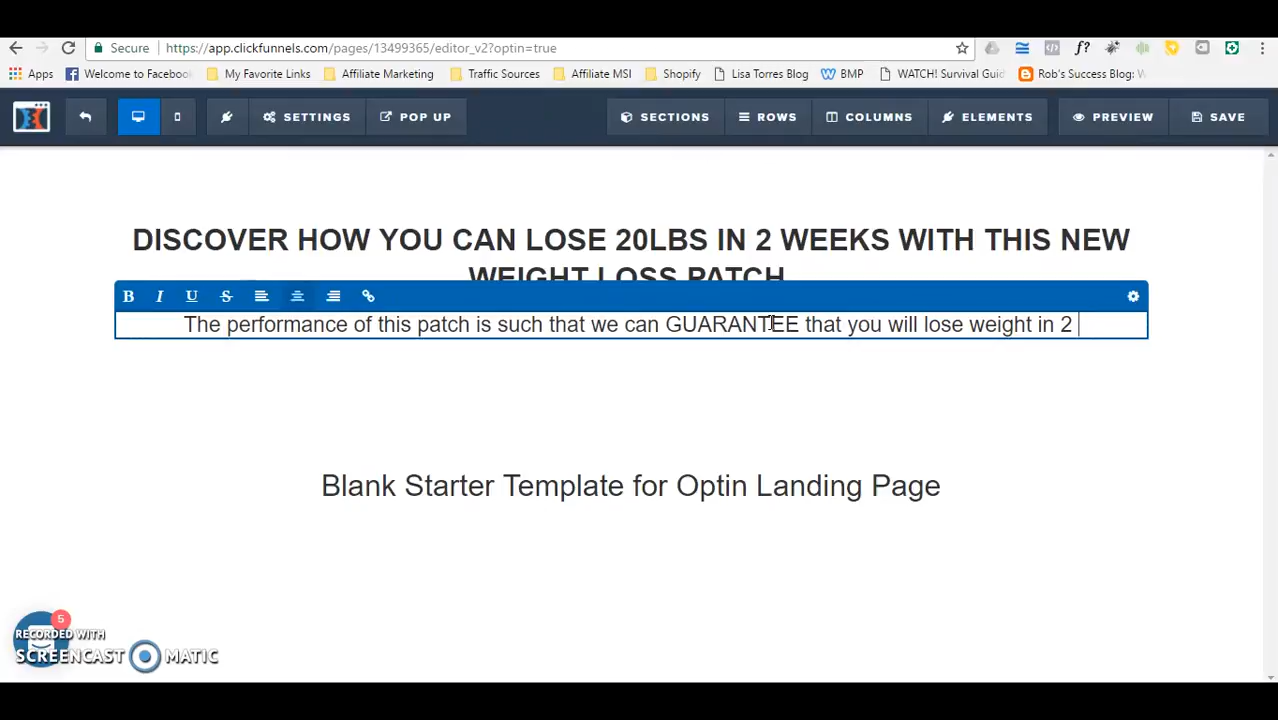 Secure https://app.clickfunnels.com/pages/13499365/editor_v2?optin=true
f?
Apps Welcome to Facebook My Favorite Links Affiliate Marketing Traffic Sources Affiliate MSI Shopify Lisa Torres Blog BMP WATCH! Survival Guid Rob's Success Blog: W
SETTINGS POP UP SECTIONS ROWS COLUMNS ELEMENTS PREVIEW SAVE
DISCOVER HOW YOU CAN LOSE 20LBS IN 2 WEEKS WITH THIS NEW
WEIGHT LOSS PATCH
B I U S
The performance of this patch is such that we can GUARANTEE that you will lose weight in 2
Blank Starter Template for Optin Landing Page
5
RECORDED WITH
SCREENCAST MATIC